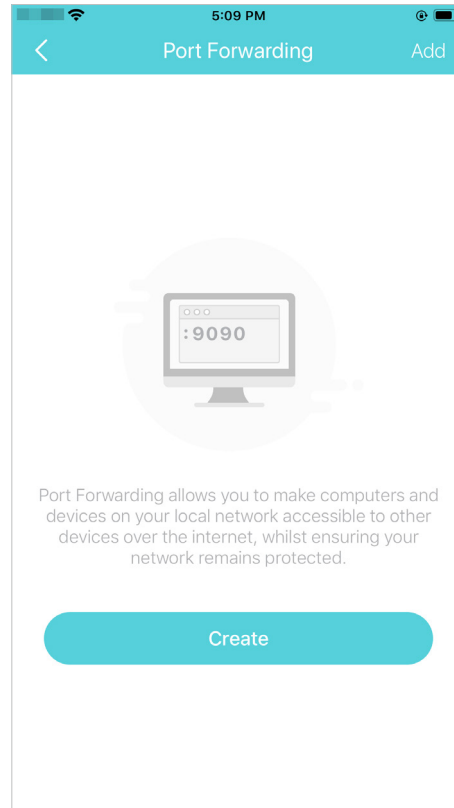 5:09 PM
Port Forwarding Add
:9090
Port Forwarding allows you to make computers and
devices on your local network accessible to other
devices over the internet, whilst ensuring your
network remains protected.
Create